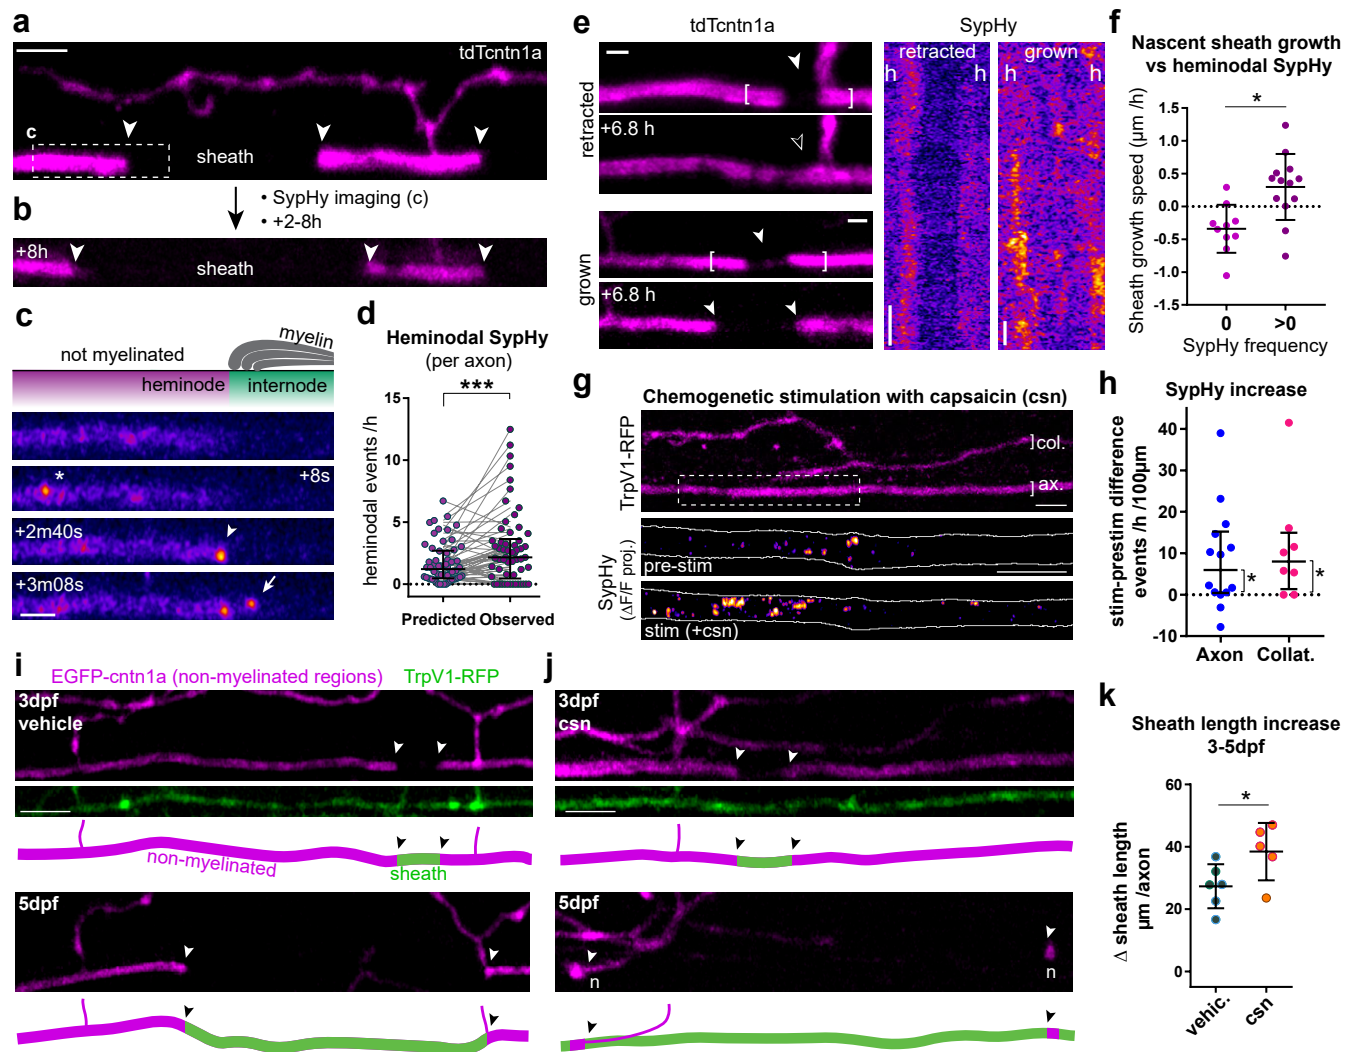 a
tdTcntn1a
c
sheath
• SypHy imaging (c)
• +2-8h
b
+8h
sheath
c
myelin
not myelinated
heminode
internode
+8s
*
+2m40s
+3m08s
d
Heminodal SypHy
(per axon)
***
heminodal events /h
15
10
5
0
Predicted Observed
e
tdTcntn1a
SypHy
retracted
[ ]
+6.8 h
grown
[ ]
+6.8 h
retracted
h h
grown
h h
f
Nascent sheath growth
vs heminodal SypHy
*
Sheath growth speed (µm /h)
1.5
1.0
0.5
0.0
-0.5
-1.0
-1.5
0 >0
SypHy frequency
g
Chemogenetic stimulation with capsaicin (csn)
TrpV1-RFP
]col.
]ax.
SypHy
(ΔF/F proj.)
pre-stim
stim (+csn)
h
SypHy increase
stim-prestim difference
events /h /100µm
40
30
20
10
0
-10
*
*
Axon Collat.
i
EGFP-cntn1a (non-myelinated regions) TrpV1-RFP
3dpf
vehicle
non-myelinated
sheath
5dpf
j
3dpf
csn
5dpf
n
n
k
Sheath length increase
3-5dpf
*
Δ sheath length
µm /axon
60
40
20
0
vehic.
csn